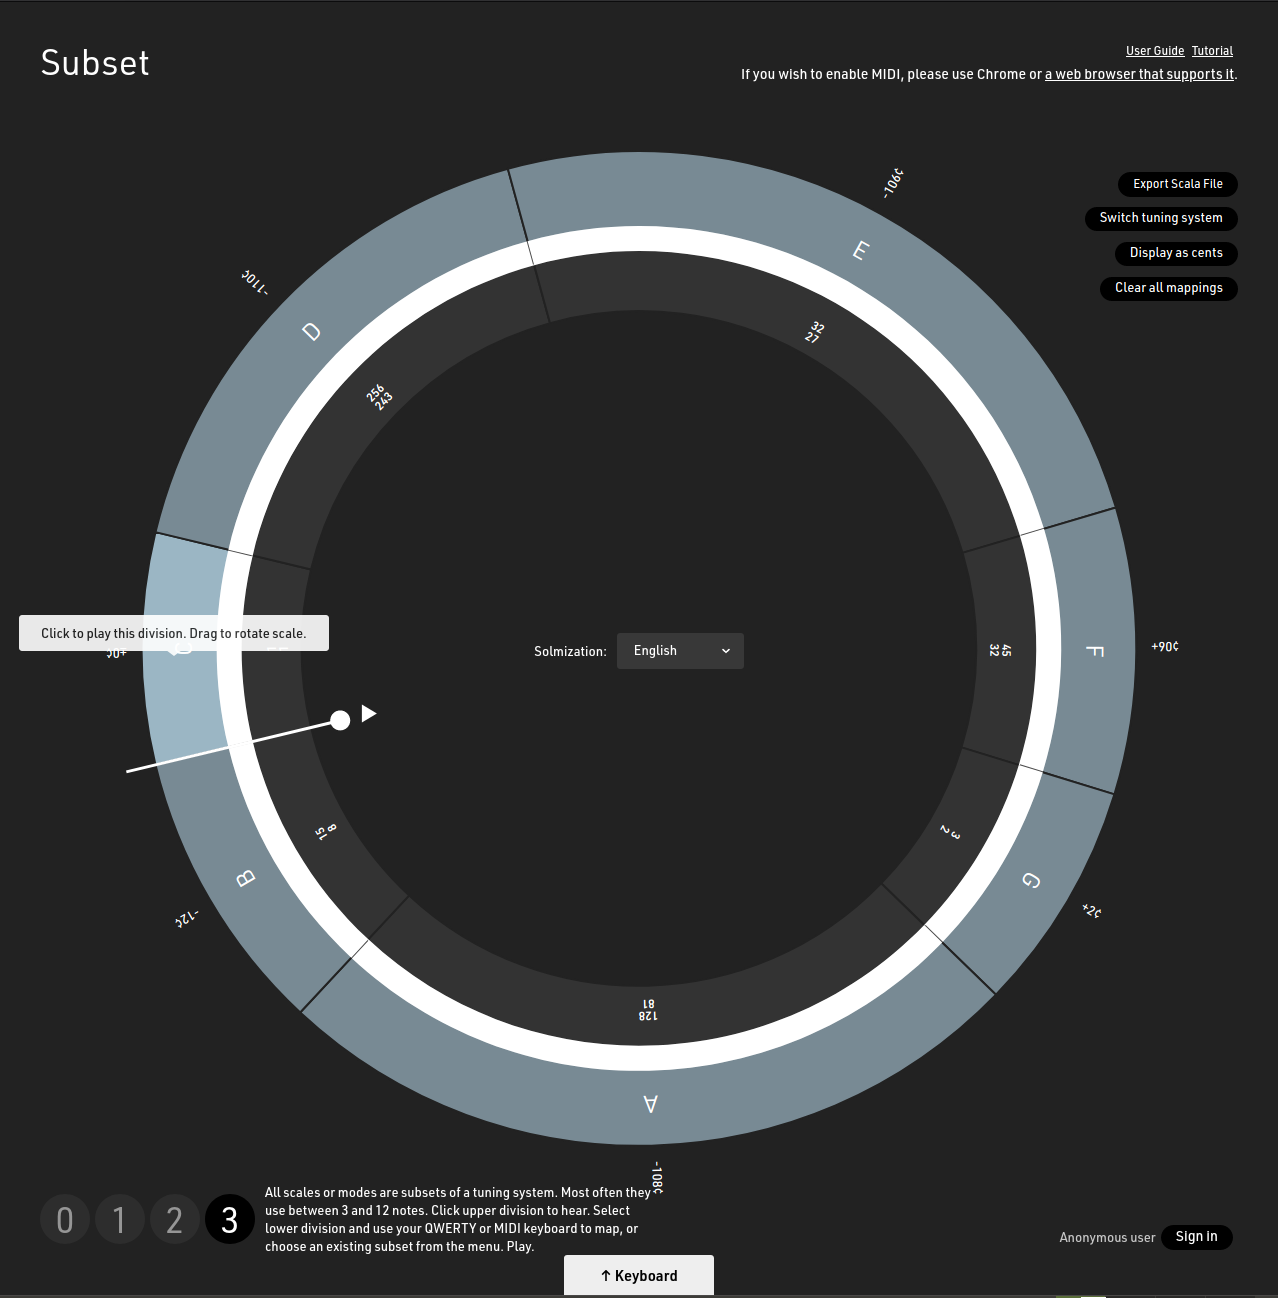 Subset
User Guide Tutorial
If you wish to enable MIDI, please use Chrome or a web browser that supports it.
Export Scala File
Switch tuning system
Display as cents
Clear all mappings
-106¢
E
32
27
-110¢
D
256
243
Click to play this division. Drag to rotate scale.
+0¢
Solmization: English
45
32
F
+90¢
3
2
G
+2¢
15
8
B
-12¢
128
81
A
-108¢
0 1 2 3
All scales or modes are subsets of a tuning system. Most often they
use between 3 and 12 notes. Click upper division to hear. Select
lower division and use your QWERTY or MIDI keyboard to map, or
choose an existing subset from the menu. Play.
Anonymous user Sign in
↑ Keyboard